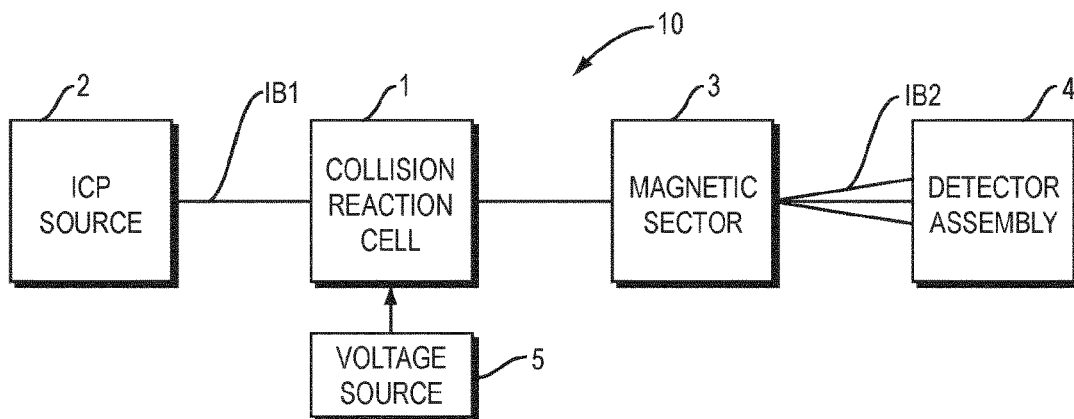 10
2
IB1
1
3
IB2
4
ICP
SOURCE
COLLISION
REACTION
CELL
MAGNETIC
SECTOR
DETECTOR
ASSEMBLY
VOLTAGE
SOURCE
5